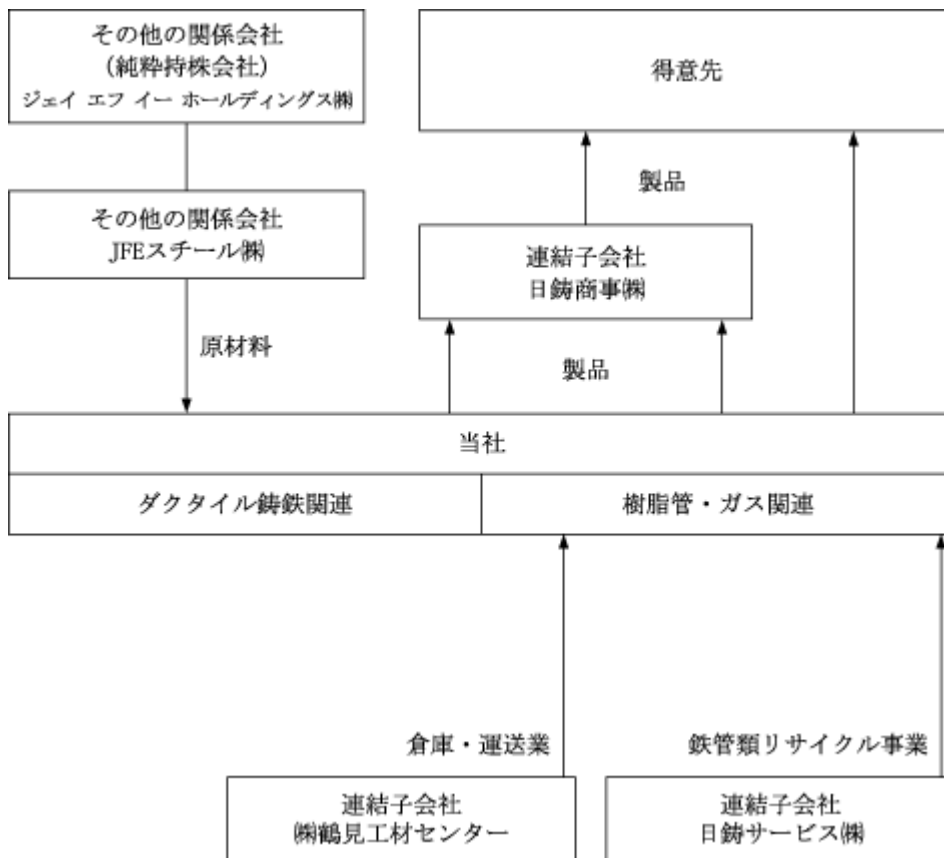 その他の関係会社
（純粋持株会社）
ジェイ エフ イー ホールディングス㈱
得意先
製品
その他の関係会社
JFEスチール㈱
連結子会社
日鋳商事㈱
原材料
製品
当社
ダクタイル鋳鉄関連
樹脂管・ガス関連
倉庫・運送業
鉄管類リサイクル事業
連結子会社
㈱鶴見工材センター
連結子会社
日鋳サービス㈱